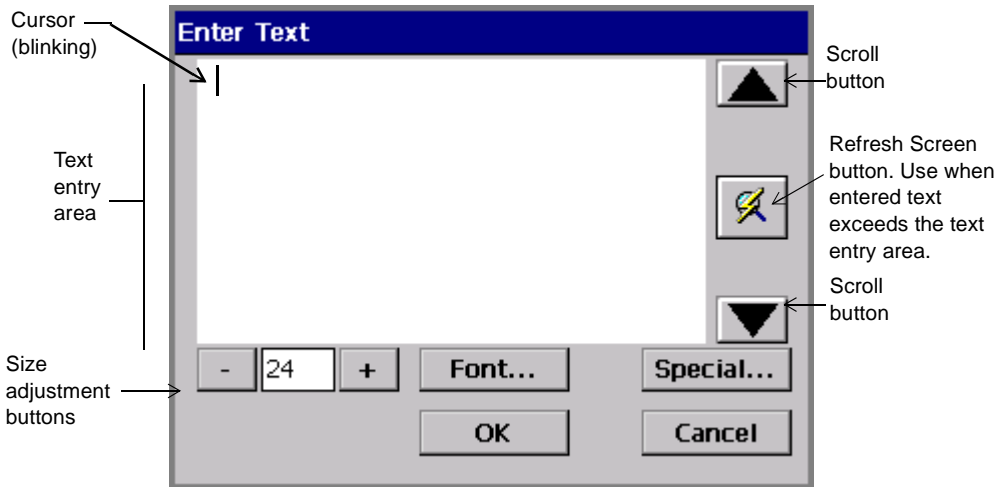 Cursor
(blinking)
Enter Text
Scroll
button
Text
entry
area
Refresh Screen
button. Use when
entered text
exceeds the text
entry area.
Scroll
button
Size
adjustment
buttons
- 24 + Font... Special...
OK Cancel